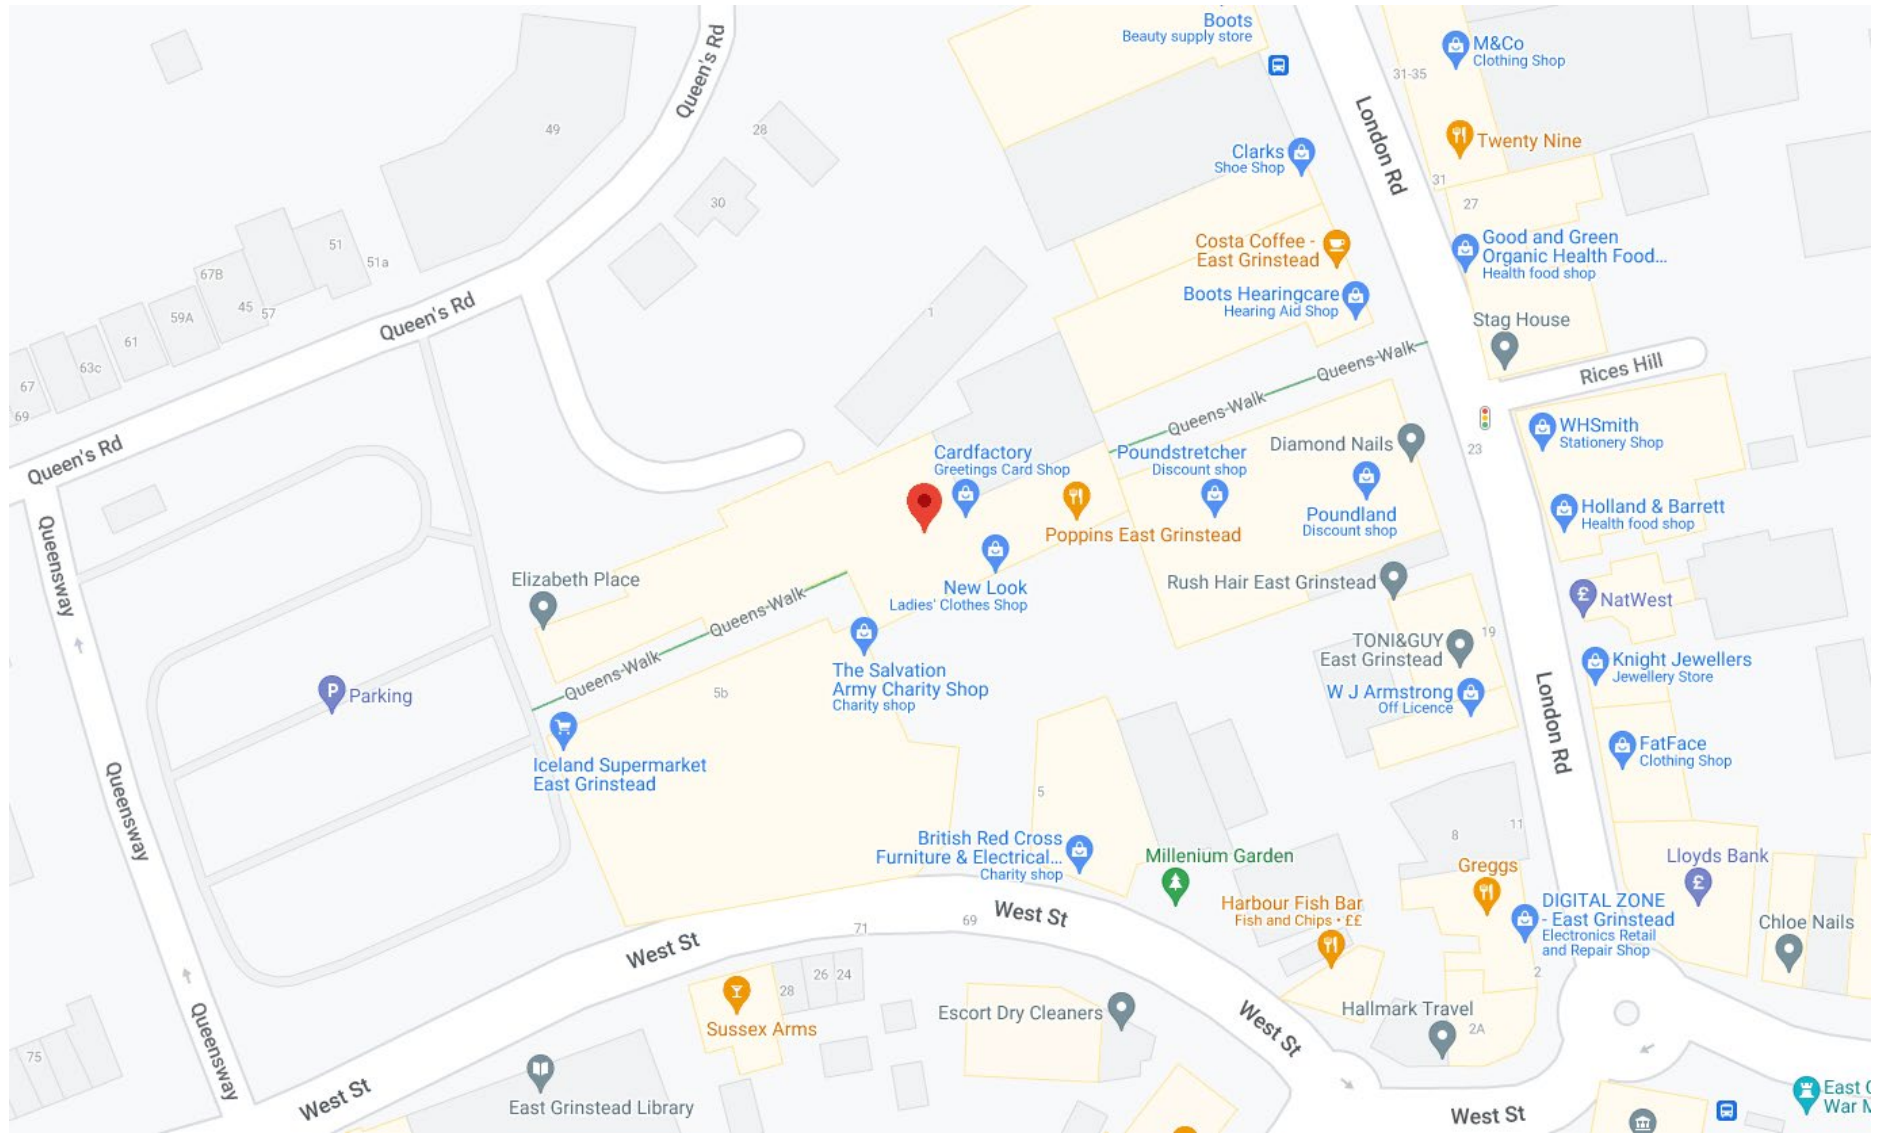 Boots
Beauty supply store
M&Co
Clothing Shop
31-35
Queen's Rd
49
28
London Rd
Twenty Nine
Clarks
Shoe Shop
31
27
30
51
51a
67B
45
57
59A
61
63c
67
69
Queen's Rd
Costa Coffee -
East Grinstead
Good and Green
Organic Health Food...
Health food shop
Boots Hearingcare
Hearing Aid Shop
1
Stag House
Queens-Walk
Rices Hill
Queens-Walk
WHSmith
Stationery Shop
23
Queen's Rd
Cardfactory
Greetings Card Shop
Poundstretcher
Discount shop
Diamond Nails
Holland & Barrett
Health food shop
Poundland
Discount shop
Poppins East Grinstead
Queensway
Elizabeth Place
New Look
Ladies' Clothes Shop
Rush Hair East Grinstead
NatWest
Queens-Walk
Queens-Walk
19
TONI&GUY
East Grinstead
Knight Jewellers
Jewellery Store
The Salvation
Army Charity Shop
Charity shop
5b
P
Parking
W J Armstrong
Off Licence
London Rd
FatFace
Clothing Shop
Iceland Supermarket
East Grinstead
5
Queensway
British Red Cross
Furniture & Electrical...
Charity shop
Millenium Garden
8
11
Greggs
Lloyds Bank
Harbour Fish Bar
Fish and Chips • ££
DIGITAL ZONE
- East Grinstead
Electronics Retail
and Repair Shop
Chloe Nails
West St
71
69
West St
2
26
24
28
Sussex Arms
Escort Dry Cleaners
West St
Hallmark Travel
2A
75
Queensway
West St
East Grinstead Library
West St
East
War